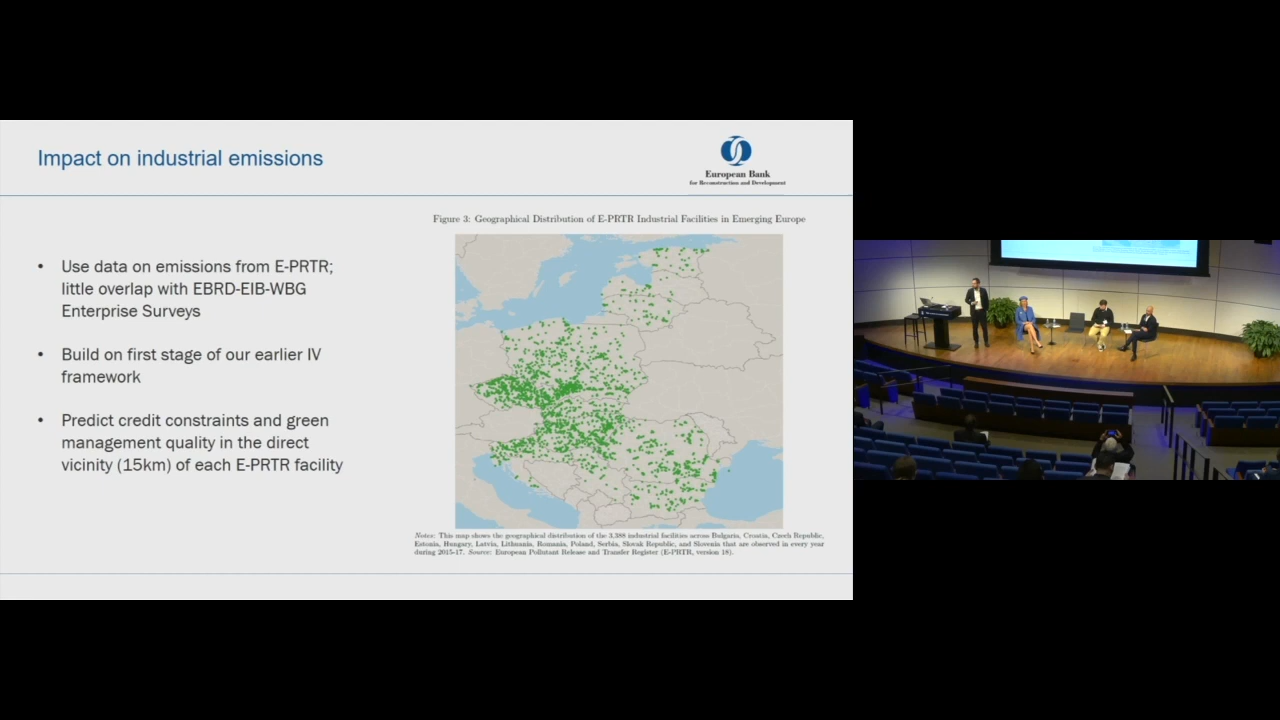 Impact on industrial emissions
European Bank
for Reconstruction and Development
• Use data on emissions from E-PRTR;
little overlap with EBRD-EIB-WBG
Enterprise Surveys
• Build on first stage of our earlier IV
framework
• Predict credit constraints and green
management quality in the direct
vicinity (15km) of each E-PRTR facility
Figure 3: Geographical Distribution of E-PRTR Industrial Facilities in Emerging Europe
Notes: This map shows the geographical distribution of the 3,388 industrial facilities across Bulgaria, Croatia, Czech Republic,
Estonia, Hungary, Latvia, Lithuania, Romania, Poland, Serbia, Slovak Republic, and Slovenia that are observed in every year
during 2015-17. Source: European Pollutant Release and Transfer Register (E-PRTR, version 18).